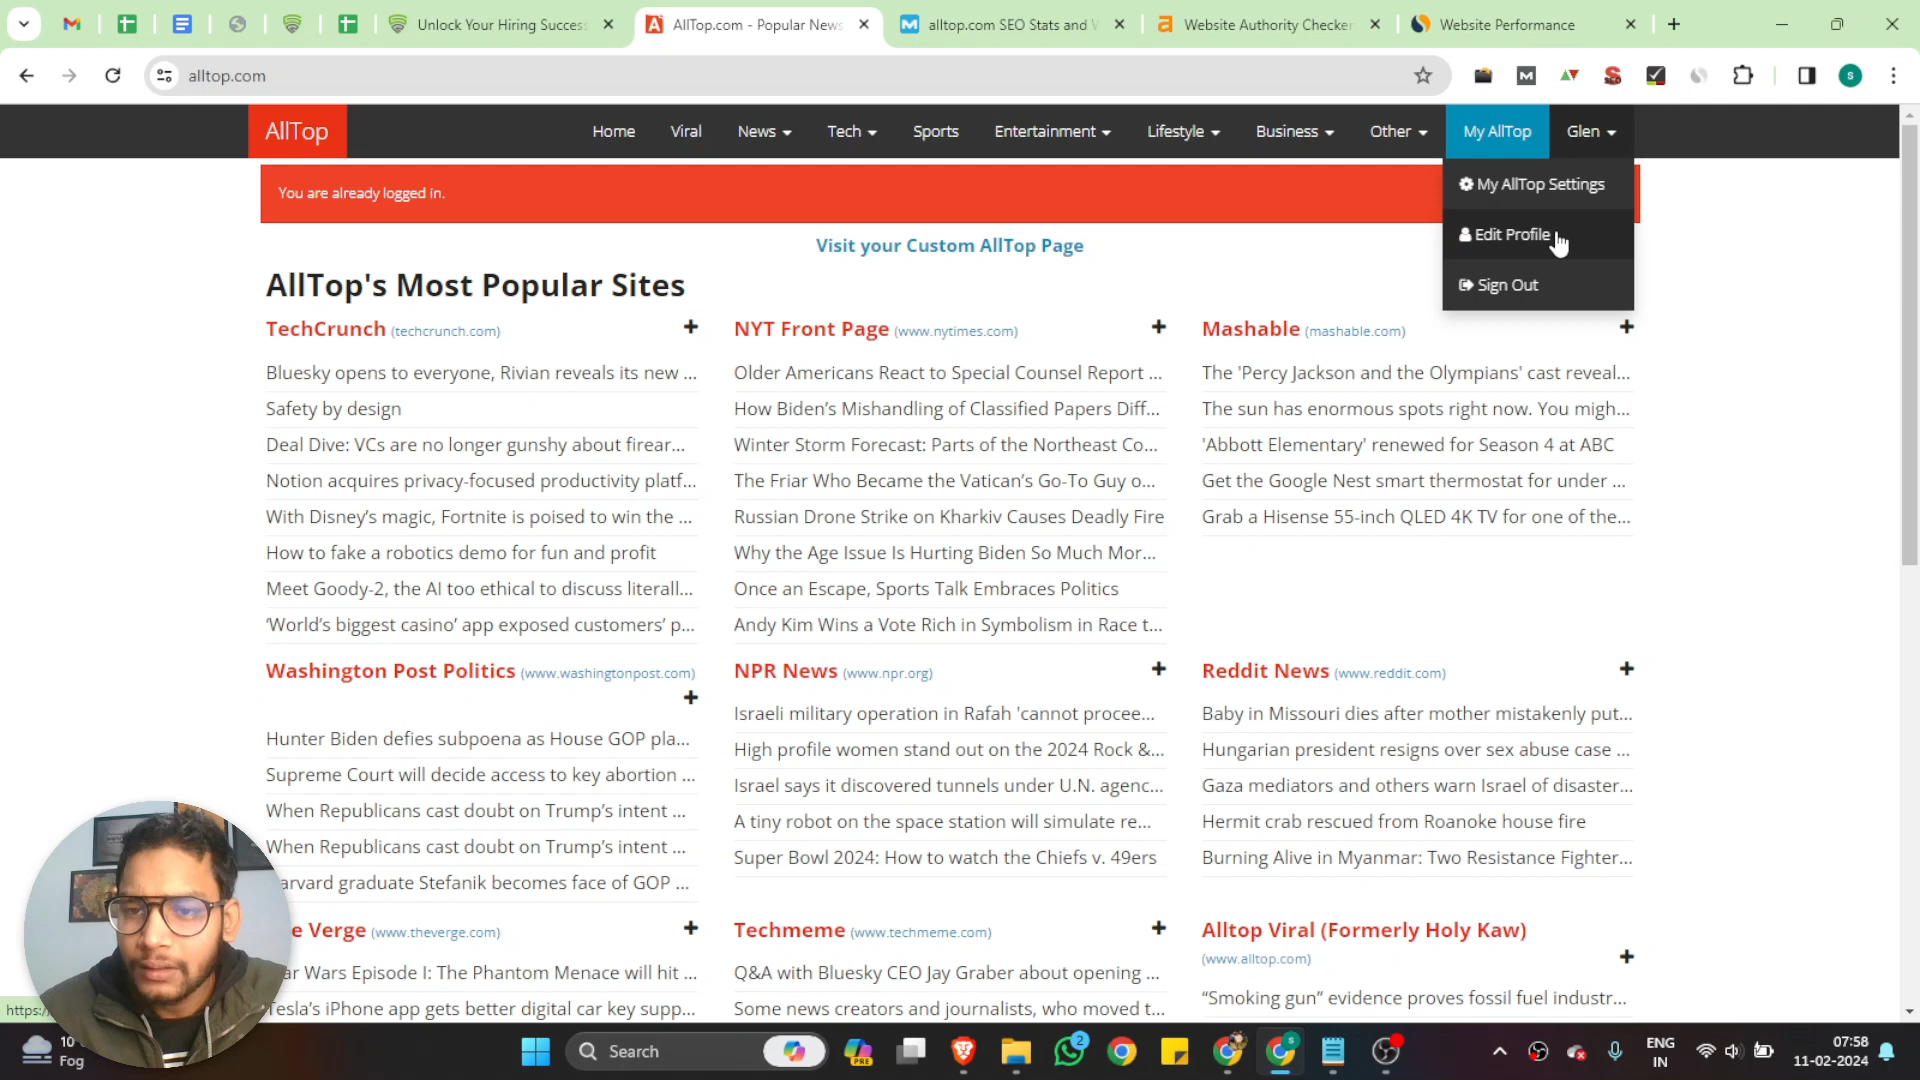 Unlock Your Hiring Success
AllTop.com - Popular News
alltop.com SEO Stats and
Website Authority Checker
Website Performance
alltop.com
AllTop
Home
Viral
News
Tech
Sports
Entertainment
Lifestyle
Business
Other
My AllTop
Glen
You are already logged in.
My AllTop Settings
Edit Profile
Sign Out
Visit your Custom AllTop Page
AllTop's Most Popular Sites
TechCrunch (techcrunch.com)
Bluesky opens to everyone, Rivian reveals its new ...
Safety by design
Deal Dive: VCs are no longer gunshy about firear...
Notion acquires privacy-focused productivity platf...
With Disney's magic, Fortnite is poised to win the ...
How to fake a robotics demo for fun and profit
Meet Goody-2, the AI too ethical to discuss literall...
'World's biggest casino' app exposed customers' p...
NYT Front Page (www.nytimes.com)
Older Americans React to Special Counsel Report ...
How Biden's Mishandling of Classified Papers Diff...
Winter Storm Forecast: Parts of the Northeast Co...
The Friar Who Became the Vatican's Go-To Guy o...
Russian Drone Strike on Kharkiv Causes Deadly Fire
Why the Age Issue Is Hurting Biden So Much Mor...
Once an Escape, Sports Talk Embraces Politics
Andy Kim Wins a Vote Rich in Symbolism in Race t...
Mashable (mashable.com)
The 'Percy Jackson and the Olympians' cast reveal...
The sun has enormous spots right now. You migh...
'Abbott Elementary' renewed for Season 4 at ABC
Get the Google Nest smart thermostat for under ...
Grab a Hisense 55-inch QLED 4K TV for one of the...
Washington Post Politics (www.washingtonpost.com)
Hunter Biden defies subpoena as House GOP pla...
Supreme Court will decide access to key abortion ...
When Republicans cast doubt on Trump's intent ...
When Republicans cast doubt on Trump's intent ...
arvard graduate Stefanik becomes face of GOP ...
NPR News (www.npr.org)
Israeli military operation in Rafah 'cannot procee...
High profile women stand out on the 2024 Rock &...
Israel says it discovered tunnels under U.N. agenc...
A tiny robot on the space station will simulate re...
Super Bowl 2024: How to watch the Chiefs v. 49ers
Reddit News (www.reddit.com)
Baby in Missouri dies after mother mistakenly put...
Hungarian president resigns over sex abuse case ...
Gaza mediators and others warn Israel of disaster...
Hermit crab rescued from Roanoke house fire
Burning Alive in Myanmar: Two Resistance Fighter...
e Verge (www.theverge.com)
ar Wars Episode I: The Phantom Menace will hit ...
Tesla's iPhone app gets better digital car key supp...
Techmeme (www.techmeme.com)
Q&A with Bluesky CEO Jay Graber about opening ...
Some news creators and journalists, who moved t...
Alltop Viral (Formerly Holy Kaw)
(www.alltop.com)
"Smoking gun" evidence proves fossil fuel industr...
https:/
10°
Fog
Search
PRE
2
ENG
IN
07:58
11-02-2024